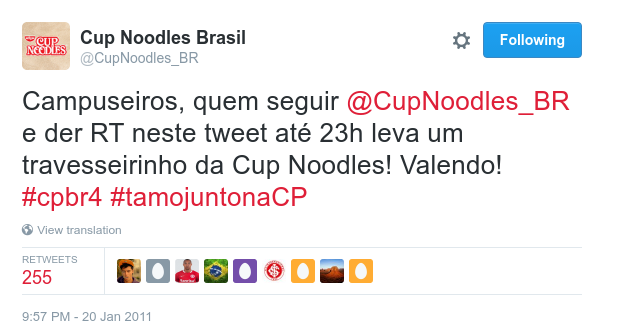 Cup Noodles Brasil
@CupNoodles_BR
Following
Campuseiros, quem seguir @CupNoodles_BR
e der RT neste tweet até 23h leva um
travesseirinho da Cup Noodles! Valendo!
#cpbr4 #tamojuntonaCP
View translation
RETWEETS
255
9:57 PM - 20 Jan 2011
CUP
NOODLES